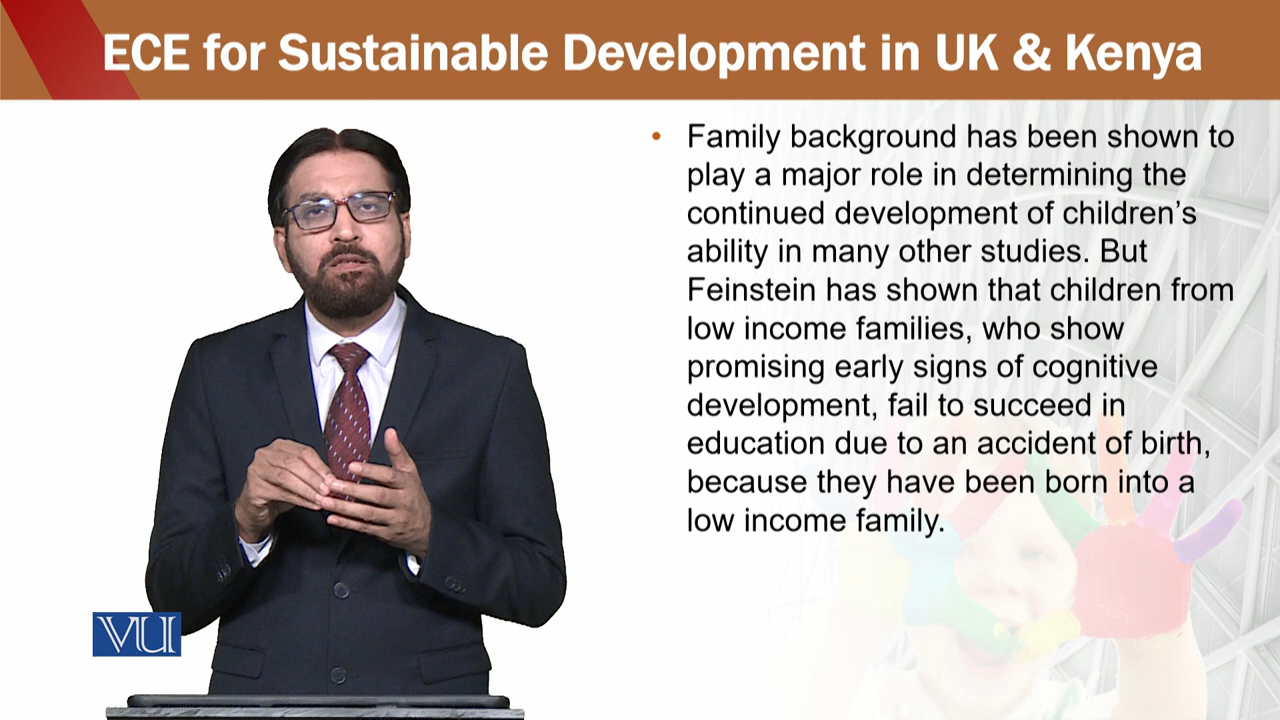 ECE for Sustainable Development in UK & Kenya
• Family background has been shown to
play a major role in determining the
continued development of children’s
ability in many other studies. But
Feinstein has shown that children from
low income families, who show
promising early signs of cognitive
development, fail to succeed in
education due to an accident of birth,
because they have been born into a
low income family.
VU